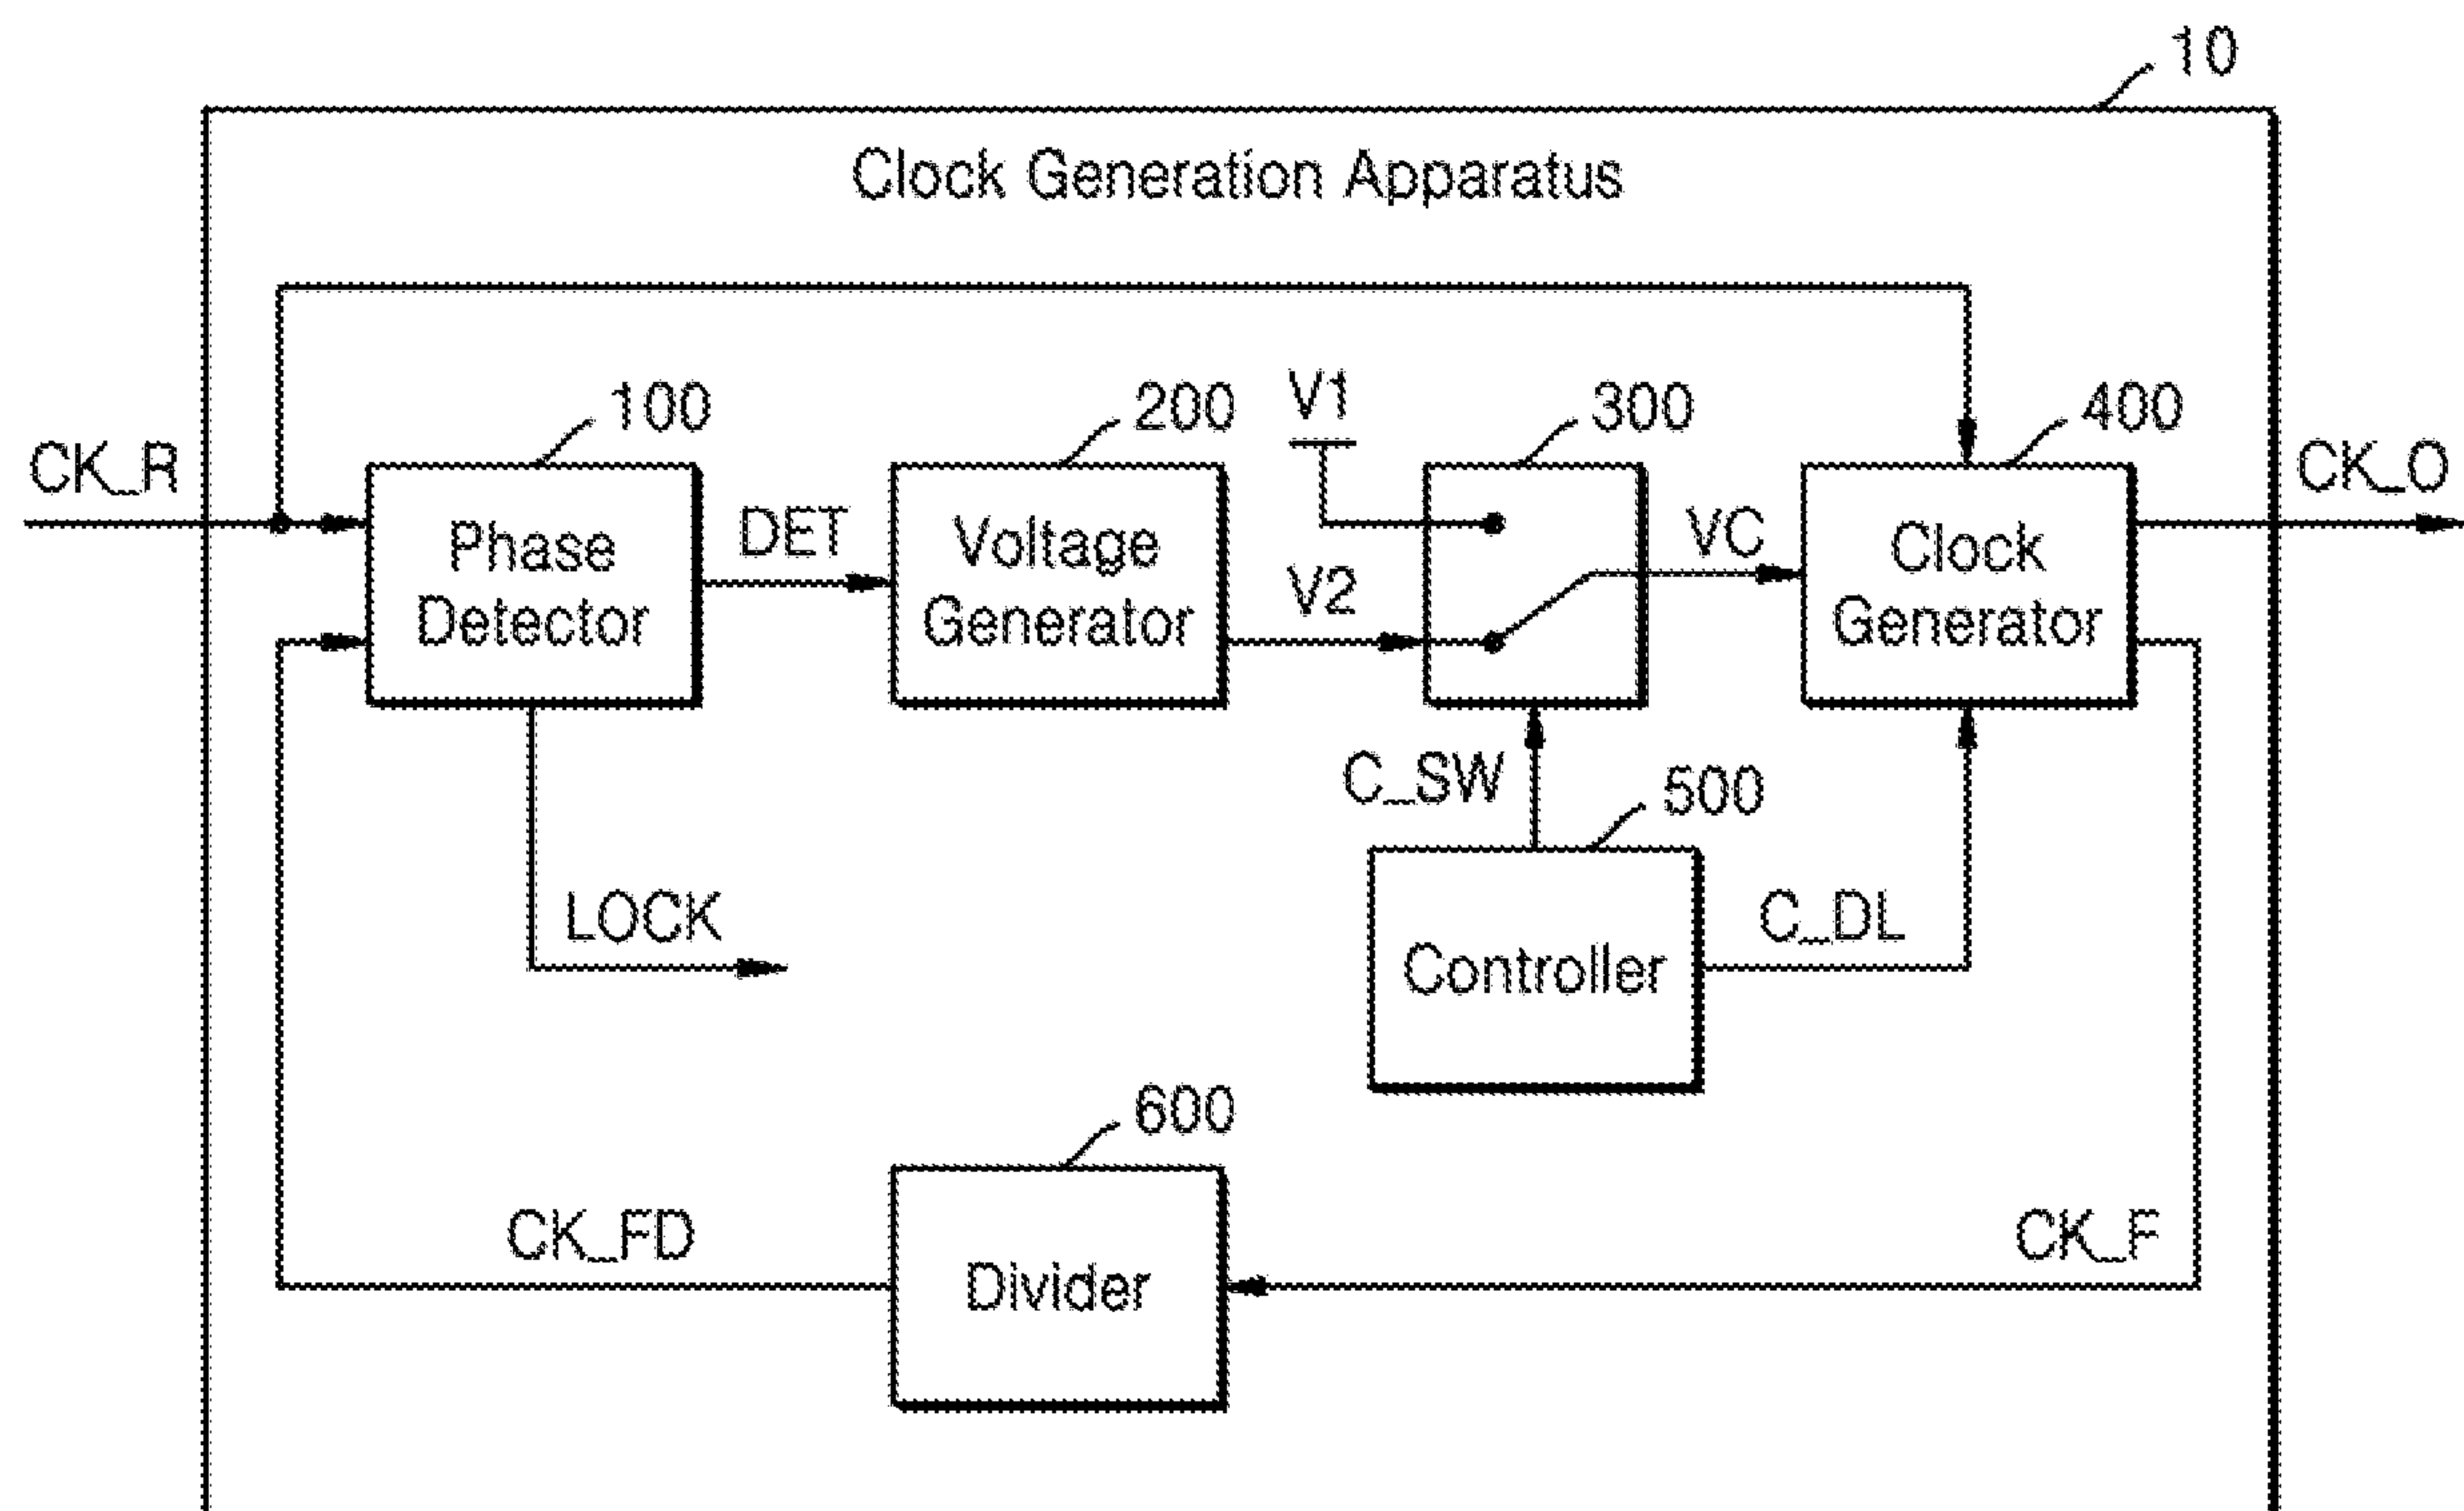 10
Clock Generation Apparatus
CK_R
100
Phase
Detector
DET
200
Voltage
Generator
V1
V2
300
VC
400
Clock
Generator
CK_O
C_SW
500
Controller
C_DL
LOCK
600
Divider
CK_FD
CK_F